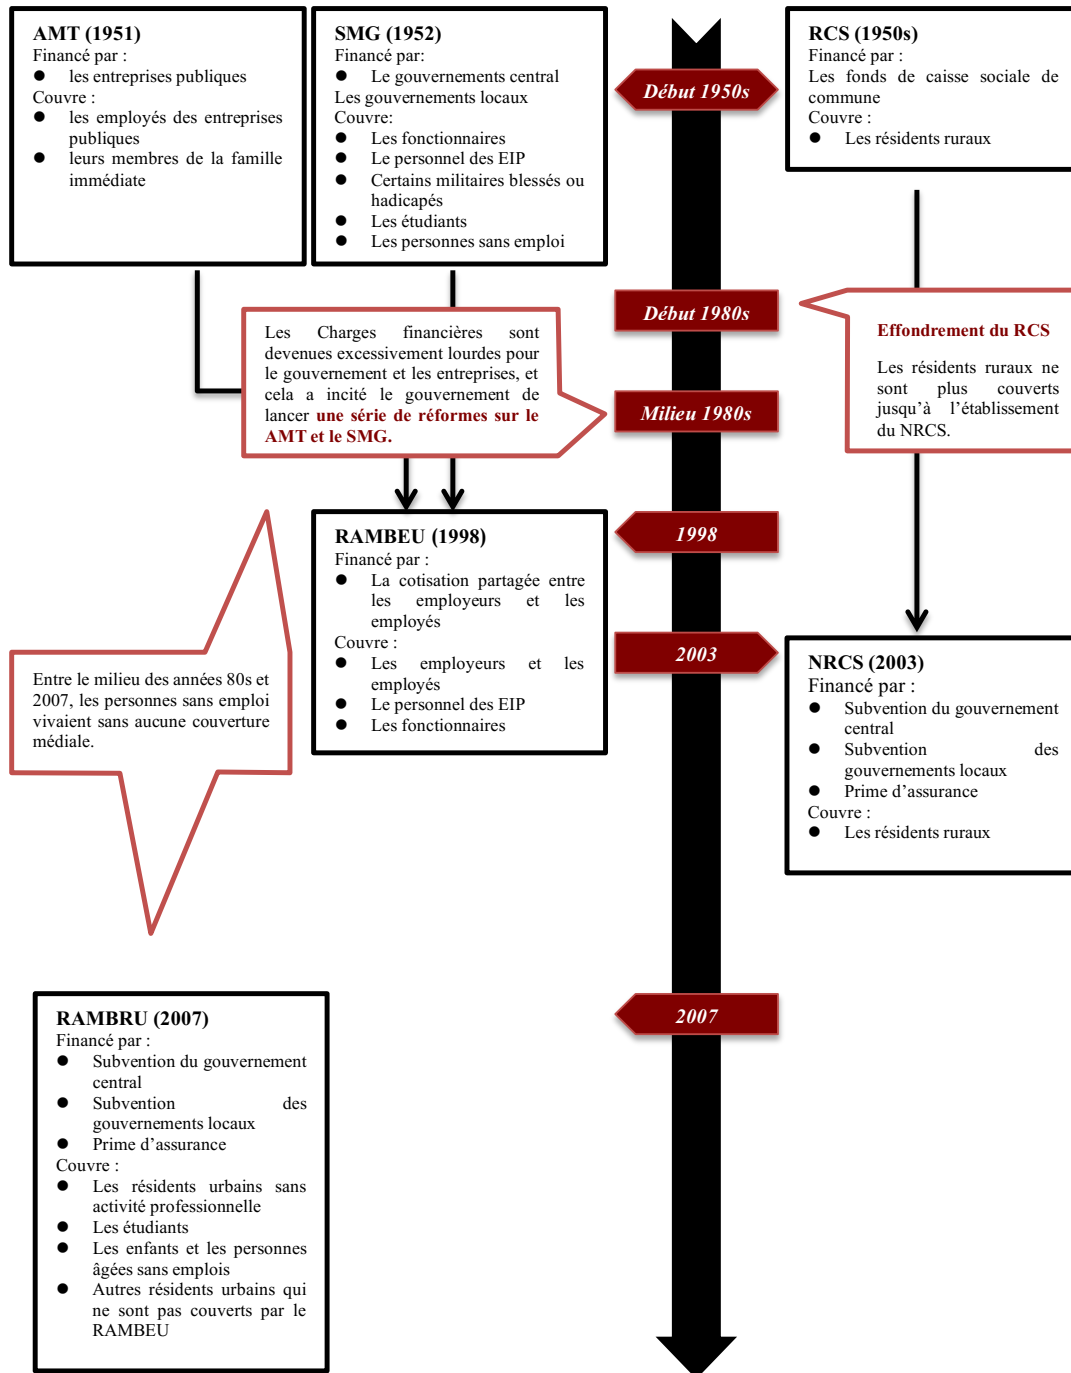 AMT (1951)
Financé par :
● les entreprises publiques
Couvre :
● les employés des entreprises
publiques
● leurs membres de la famille
immédiate
SMG (1952)
Financé par:
● Le gouvernements central
Les gouvernements locaux
Couvre:
● Les fonctionnaires
● Le personnel des EIP
● Certains militaires blessés ou
hadicapés
● Les étudiants
● Les personnes sans emploi
Début 1950s
RCS (1950s)
Financé par :
Les fonds de caisse sociale de
commune
Couvre :
● Les résidents ruraux
Début 1980s
Effondrement du RCS
Les résidents ruraux ne
sont plus couverts
jusqu'à l'établissement
du NRCS.
Les Charges financières sont
devenues excessivement lourdes pour
le gouvernement et les entreprises, et
cela a incité le gouvernement de
lancer une série de réformes sur le
AMT et le SMG.
Milieu 1980s
RAMBEU (1998)
Financé par :
● La cotisation partagée entre
les employeurs et les
employés
Couvre :
● Les employeurs et les
employés
● Le personnel des EIP
● Les fonctionnaires
1998
2003
NRCS (2003)
Financé par :
● Subvention du gouvernement
central
● Subvention des
gouvernements locaux
● Prime d'assurance
Couvre :
● Les résidents ruraux
Entre le milieu des années 80s et
2007, les personnes sans emploi
vivaient sans aucune couverture
médiale.
RAMBRU (2007)
Financé par :
● Subvention du gouvernement
central
● Subvention des
gouvernements locaux
● Prime d'assurance
Couvre :
● Les résidents urbains sans
activité professionnelle
● Les étudiants
● Les enfants et les personnes
âgées sans emplois
● Autres résidents urbains qui
ne sont pas couverts par le
RAMBEU
2007